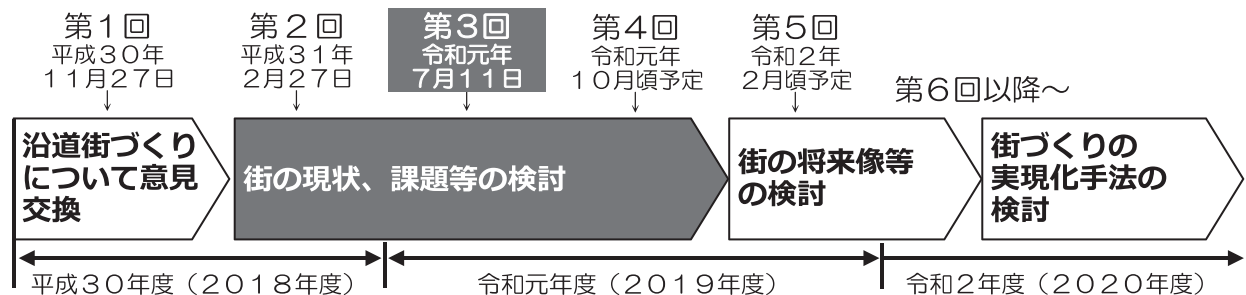 第1回
平成30年
11月27日
第2回
平成31年
2月27日
第3回
令和元年
7月11日
第4回
令和元年
10月頃予定
第5回
令和2年
2月頃予定
第6回以降~
沿道街づくり
について意見
交換
街の現状、課題等の検討
街の将来像等
の検討
街づくりの
実現化手法の
検討
平成30年度(2018年度)
令和元年度(2019年度)
令和2年度(2020年度)